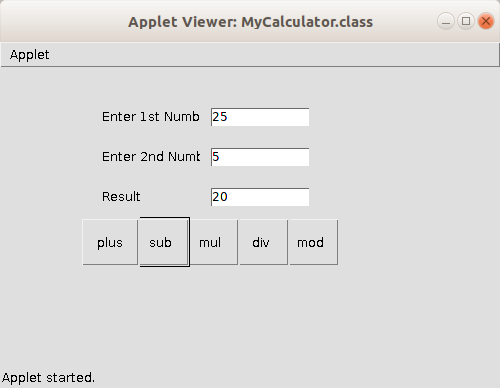 Applet Viewer: MyCalculator.class
Applet
Enter 1st Numb 25
Enter 2nd Numb 5
Result 20
plus sub mul div mod
Applet started.